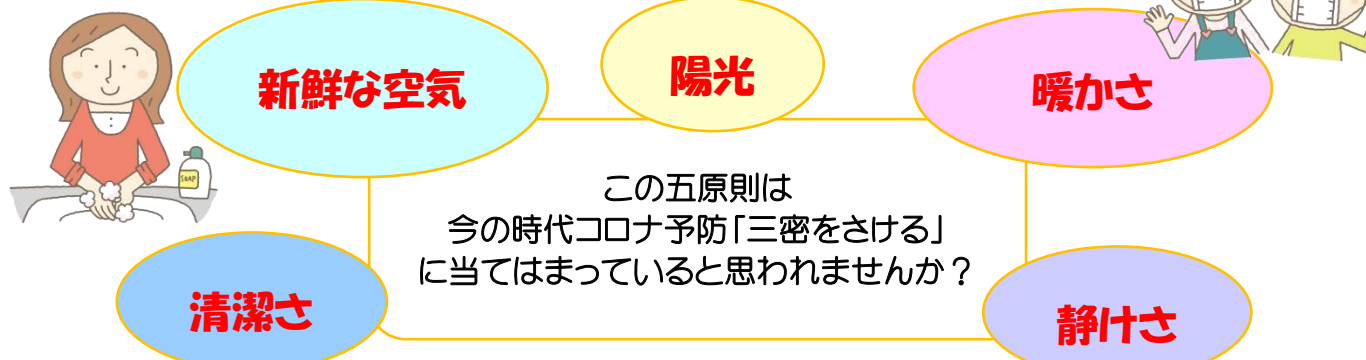 新鮮な空気
陽光
暖かさ
SOAP
この五原則は
今の時代コロナ予防「三密をさける」
に当てはまっていると思われませんか？
清潔さ
静けさ